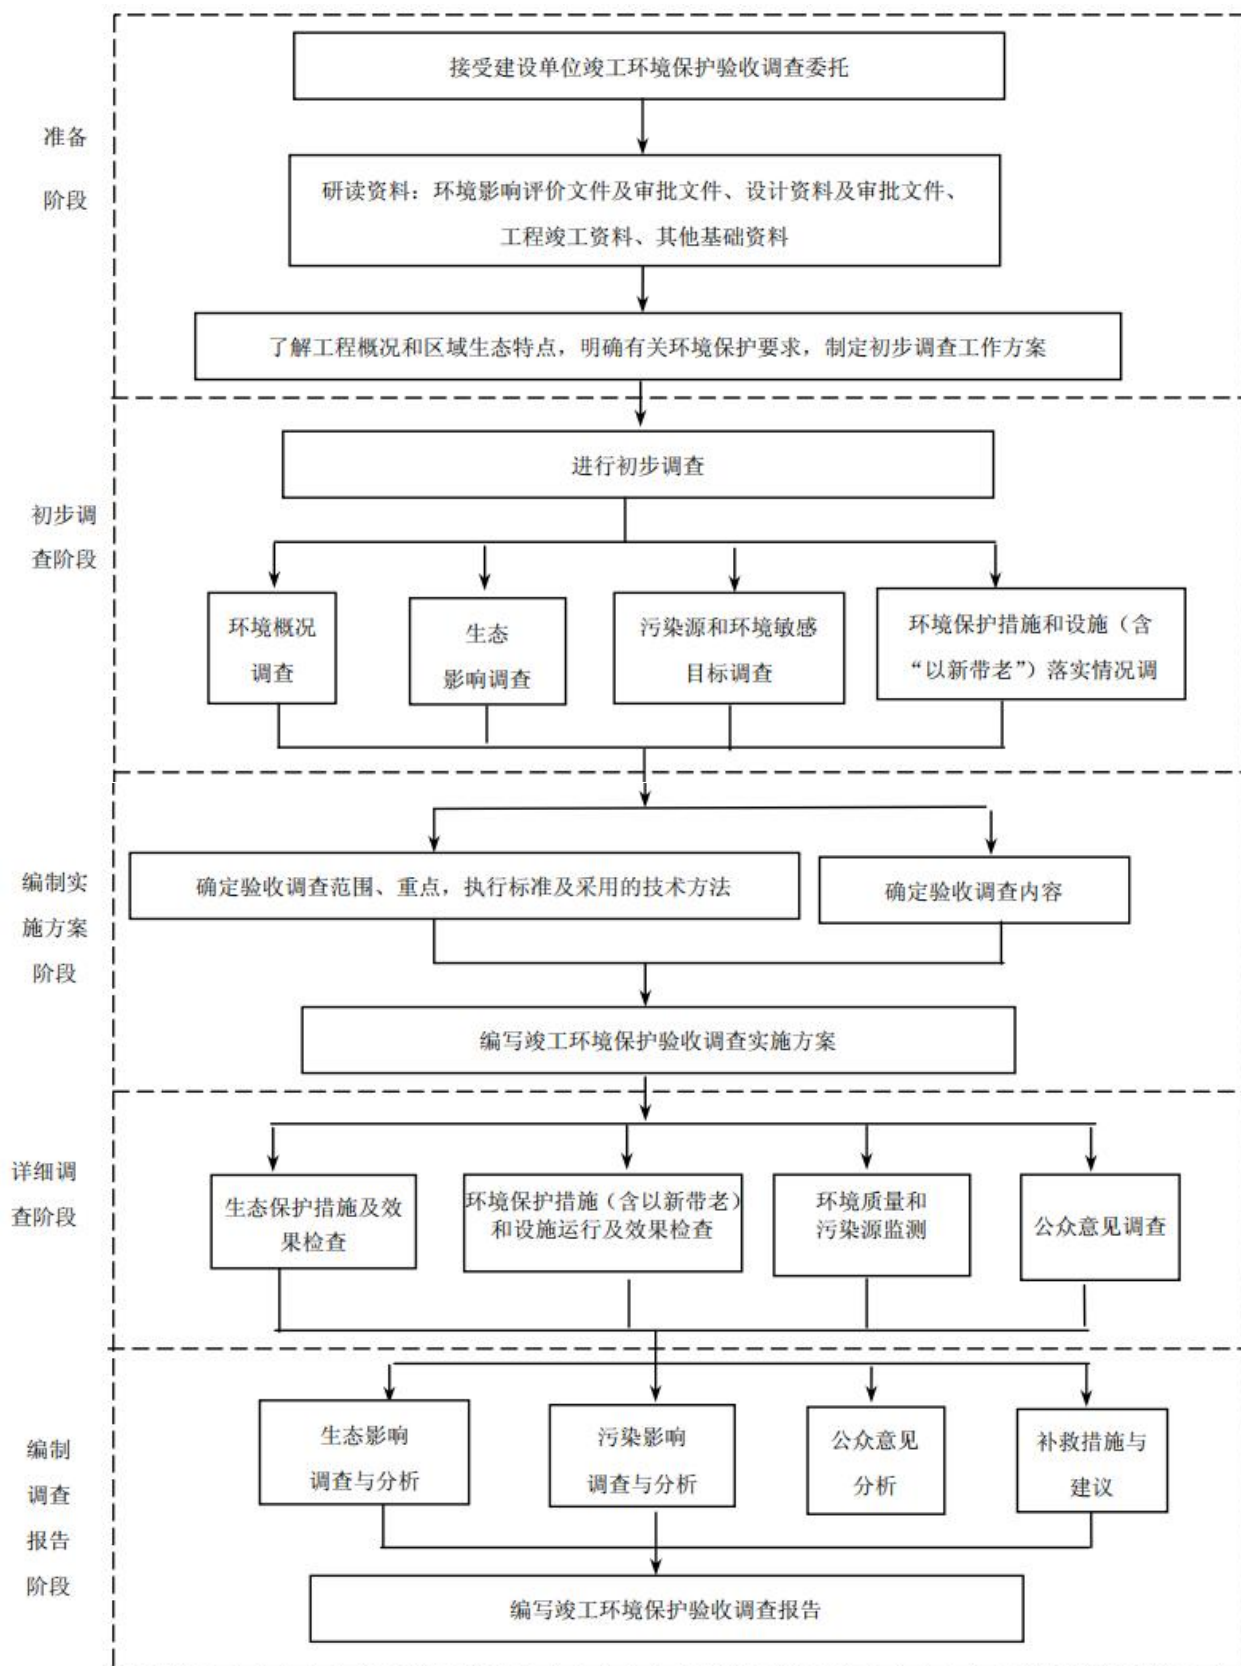 接受建设单位竣工环境保护验收调查委托
准备
阶段
研读资料：环境影响评价文件及审批文件、设计资料及审批文件、
工程竣工资料、其他基础资料
了解工程概况和区域生态特点，明确有关环境保护要求，制定初步调查工作方案
初步调
查阶段
进行初步调查
环境概况
调查
生态
影响调查
污染源和环境敏感
目标调查
环境保护措施和设施（含
“以新带老”）落实情况调
编制实
施方案
阶段
确定验收调查范围、重点，执行标准及采用的技术方法
确定验收调查内容
编写竣工环境保护验收调查实施方案
详细调
查阶段
生态保护措施及效
果检查
环境保护措施（含以新带老）
和设施运行及效果检查
环境质量和
污染源监测
公众意见调查
编制
调查
报告
阶段
生态影响
调查与分析
污染影响
调查与分析
公众意见
分析
补救措施与
建议
编写竣工环境保护验收调查报告